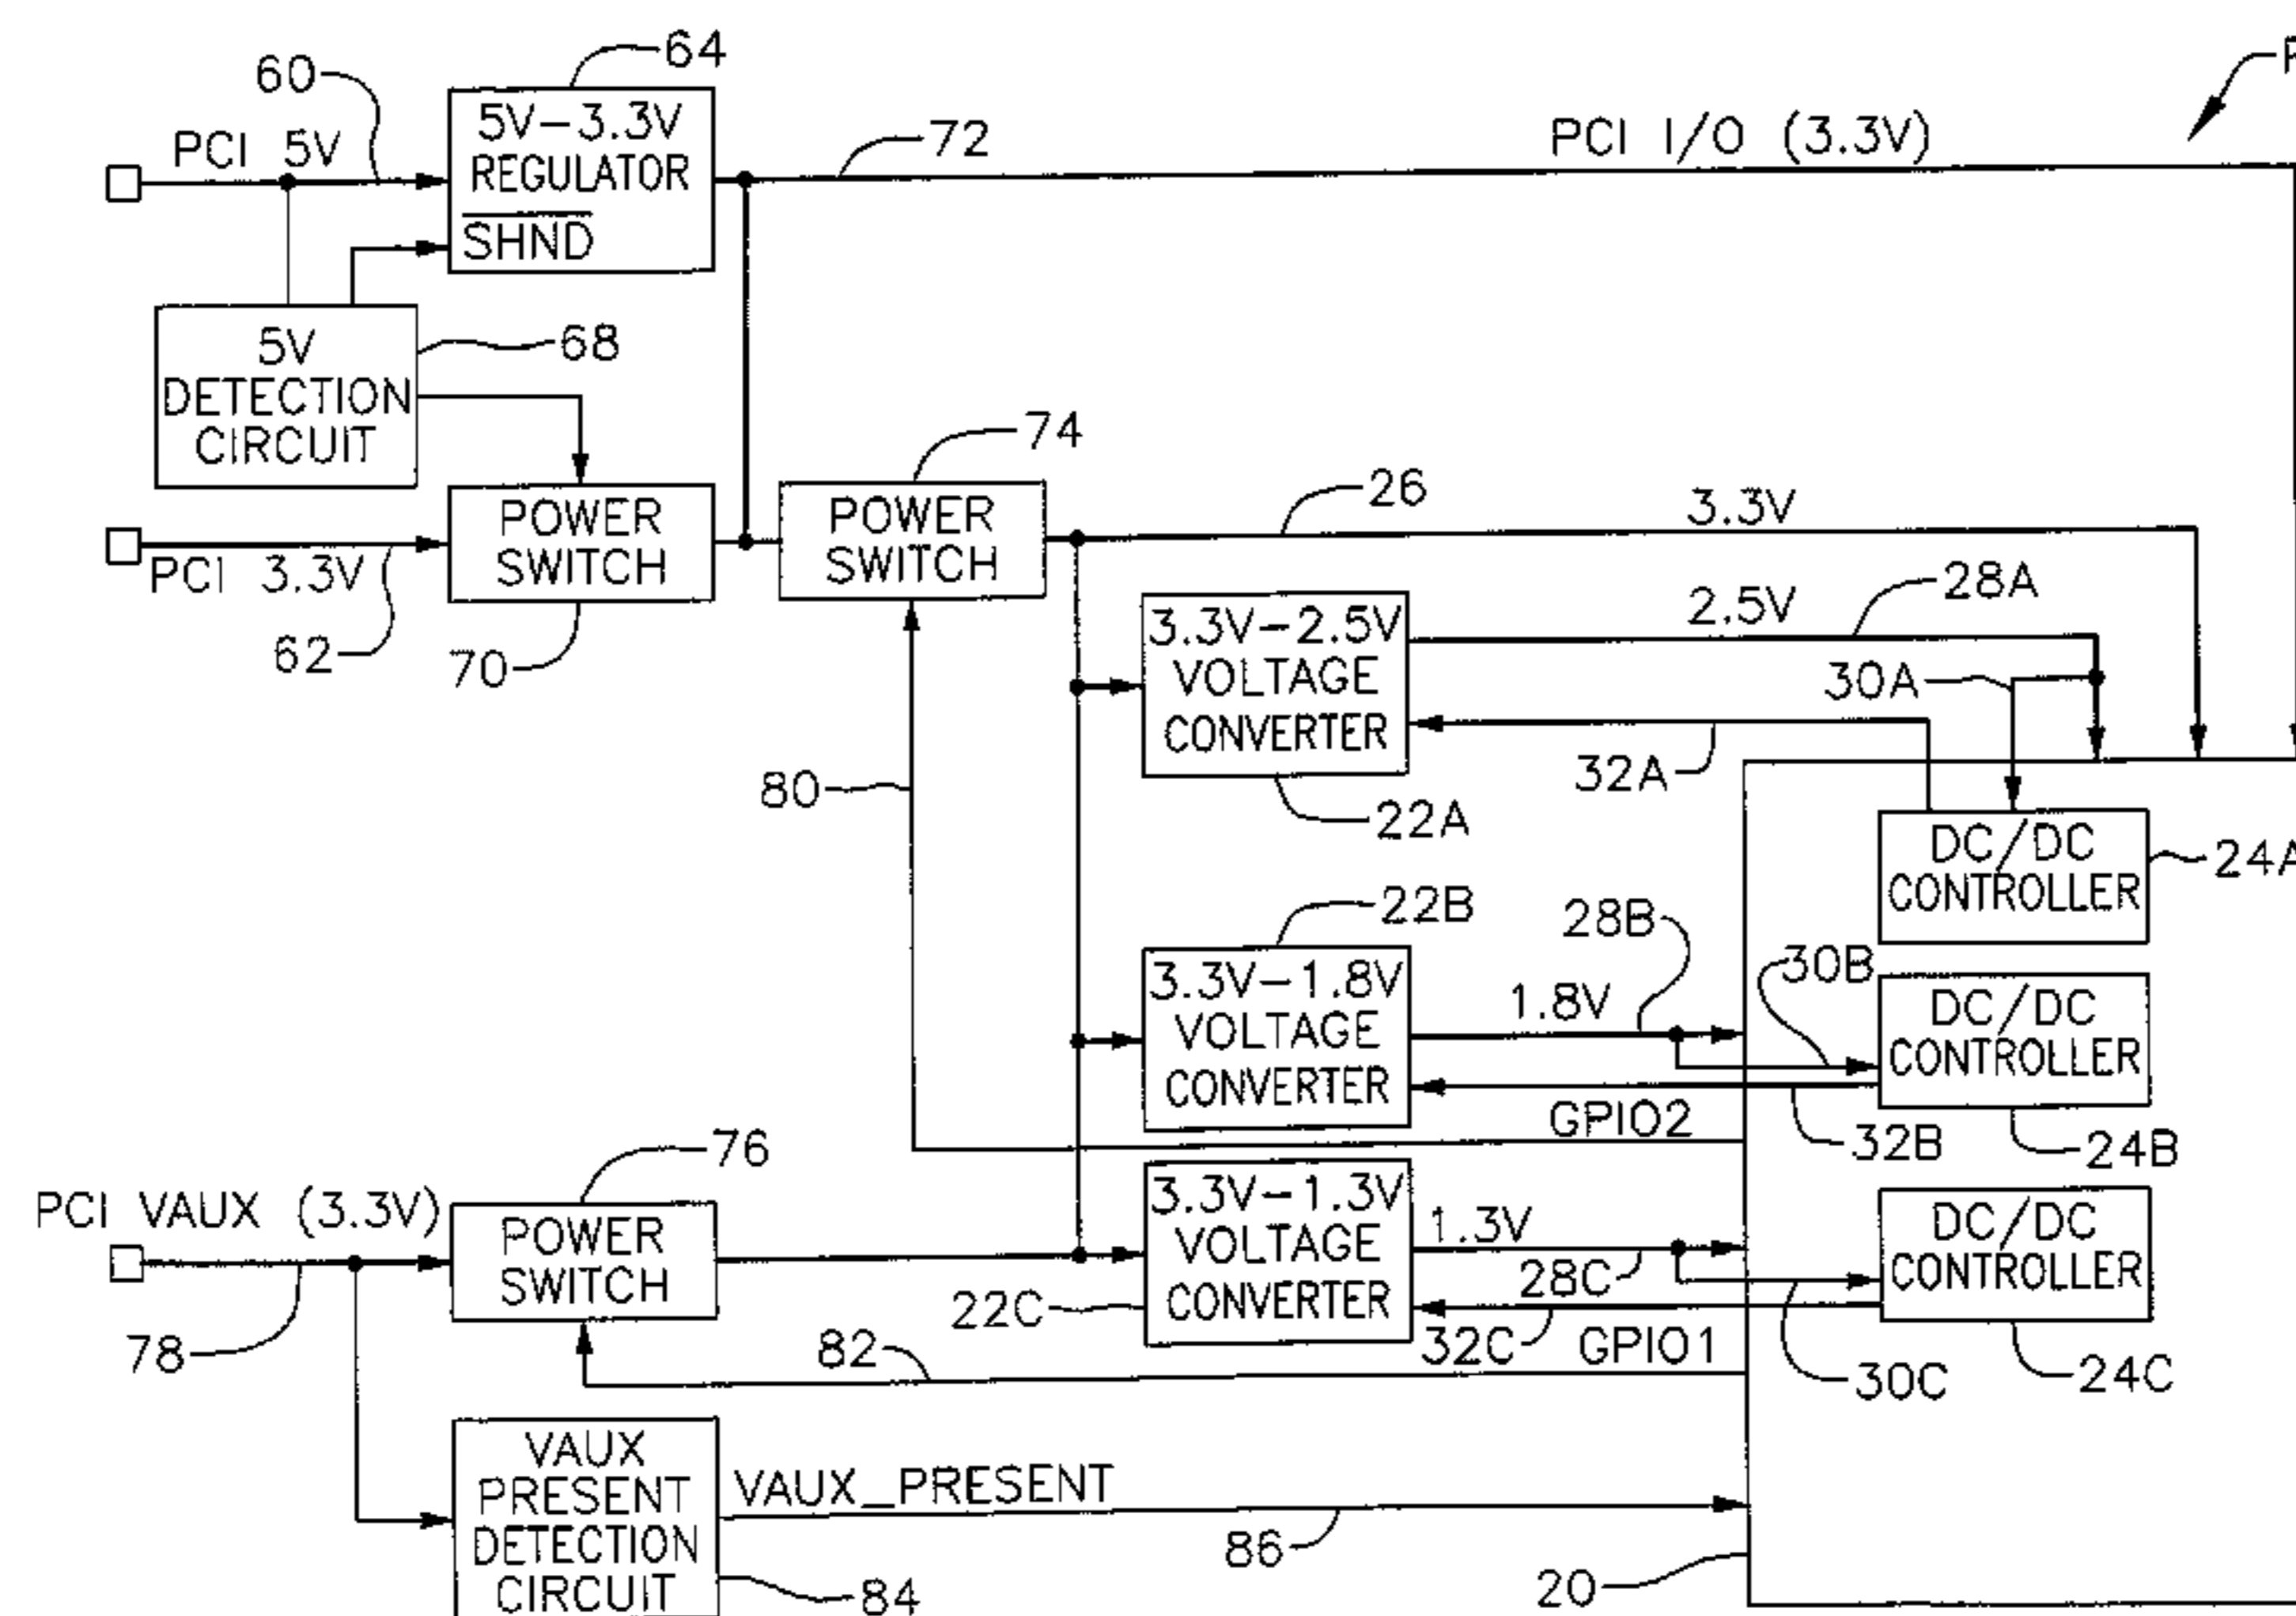 60
64
PCI 5V
5V-3.3V
REGULATOR
SHND
72
PCI I/O (3.3V)
5V
DETECTION
CIRCUIT
68
74
POWER
SWITCH
PCI 3.3V
62
70
POWER
SWITCH
26
3.3V
3.3V-2.5V
VOLTAGE
CONVERTER
2.5V
28A
30A
32A
22A
80
DC/DC
CONTROLLER
24A
22B
3.3V-1.8V
VOLTAGE
CONVERTER
28B
1.8V
30B
DC/DC
CONTROLLER
GPIO2
32B
24B
76
PCI VAUX (3.3V)
POWER
SWITCH
78
3.3V-1.3V
VOLTAGE
CONVERTER
22C
1.3V
28C
DC/DC
CONTROLLER
82
32C
GPIO1
30C
24C
VAUX
PRESENT
DETECTION
CIRCUIT
VAUX_PRESENT
86
84
20